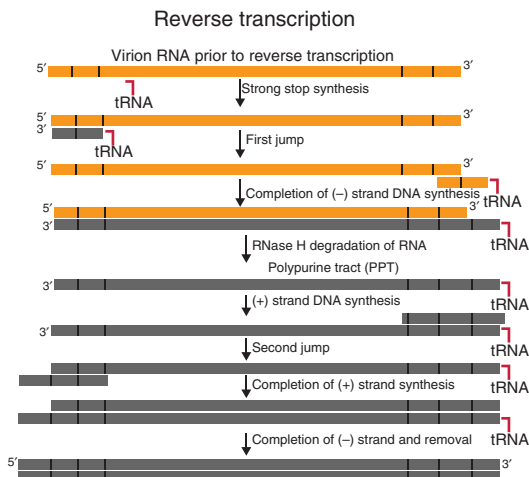 Reverse transcription
Virion RNA prior to reverse transcription
5′ 3′
tRNA
Strong stop synthesis
5′ 3′
3′
tRNA
First jump
5′ 3′
Completion of (−) strand DNA synthesis
tRNA
5′ 3′
3′
tRNA
RNase H degradation of RNA
Polypurine tract (PPT)
3′
tRNA
(+) strand DNA synthesis
3′
tRNA
Second jump
tRNA
Completion of (+) strand synthesis
tRNA
Completion of (−) strand and removal
5′ 3′